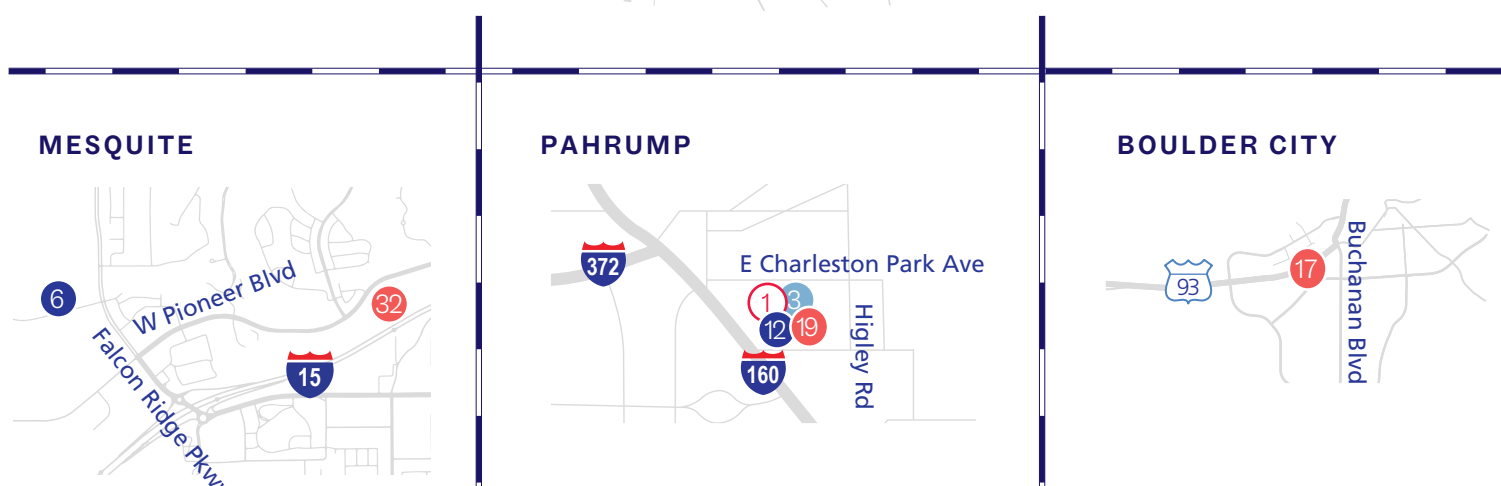 MESQUITE
6
W Pioneer Blvd
32
Falcon Ridge Pkwy
15
PAHRUMP
372
E Charleston Park Ave
1
3
12
19
Higley Rd
160
BOULDER CITY
93
17
Buchanan Blvd